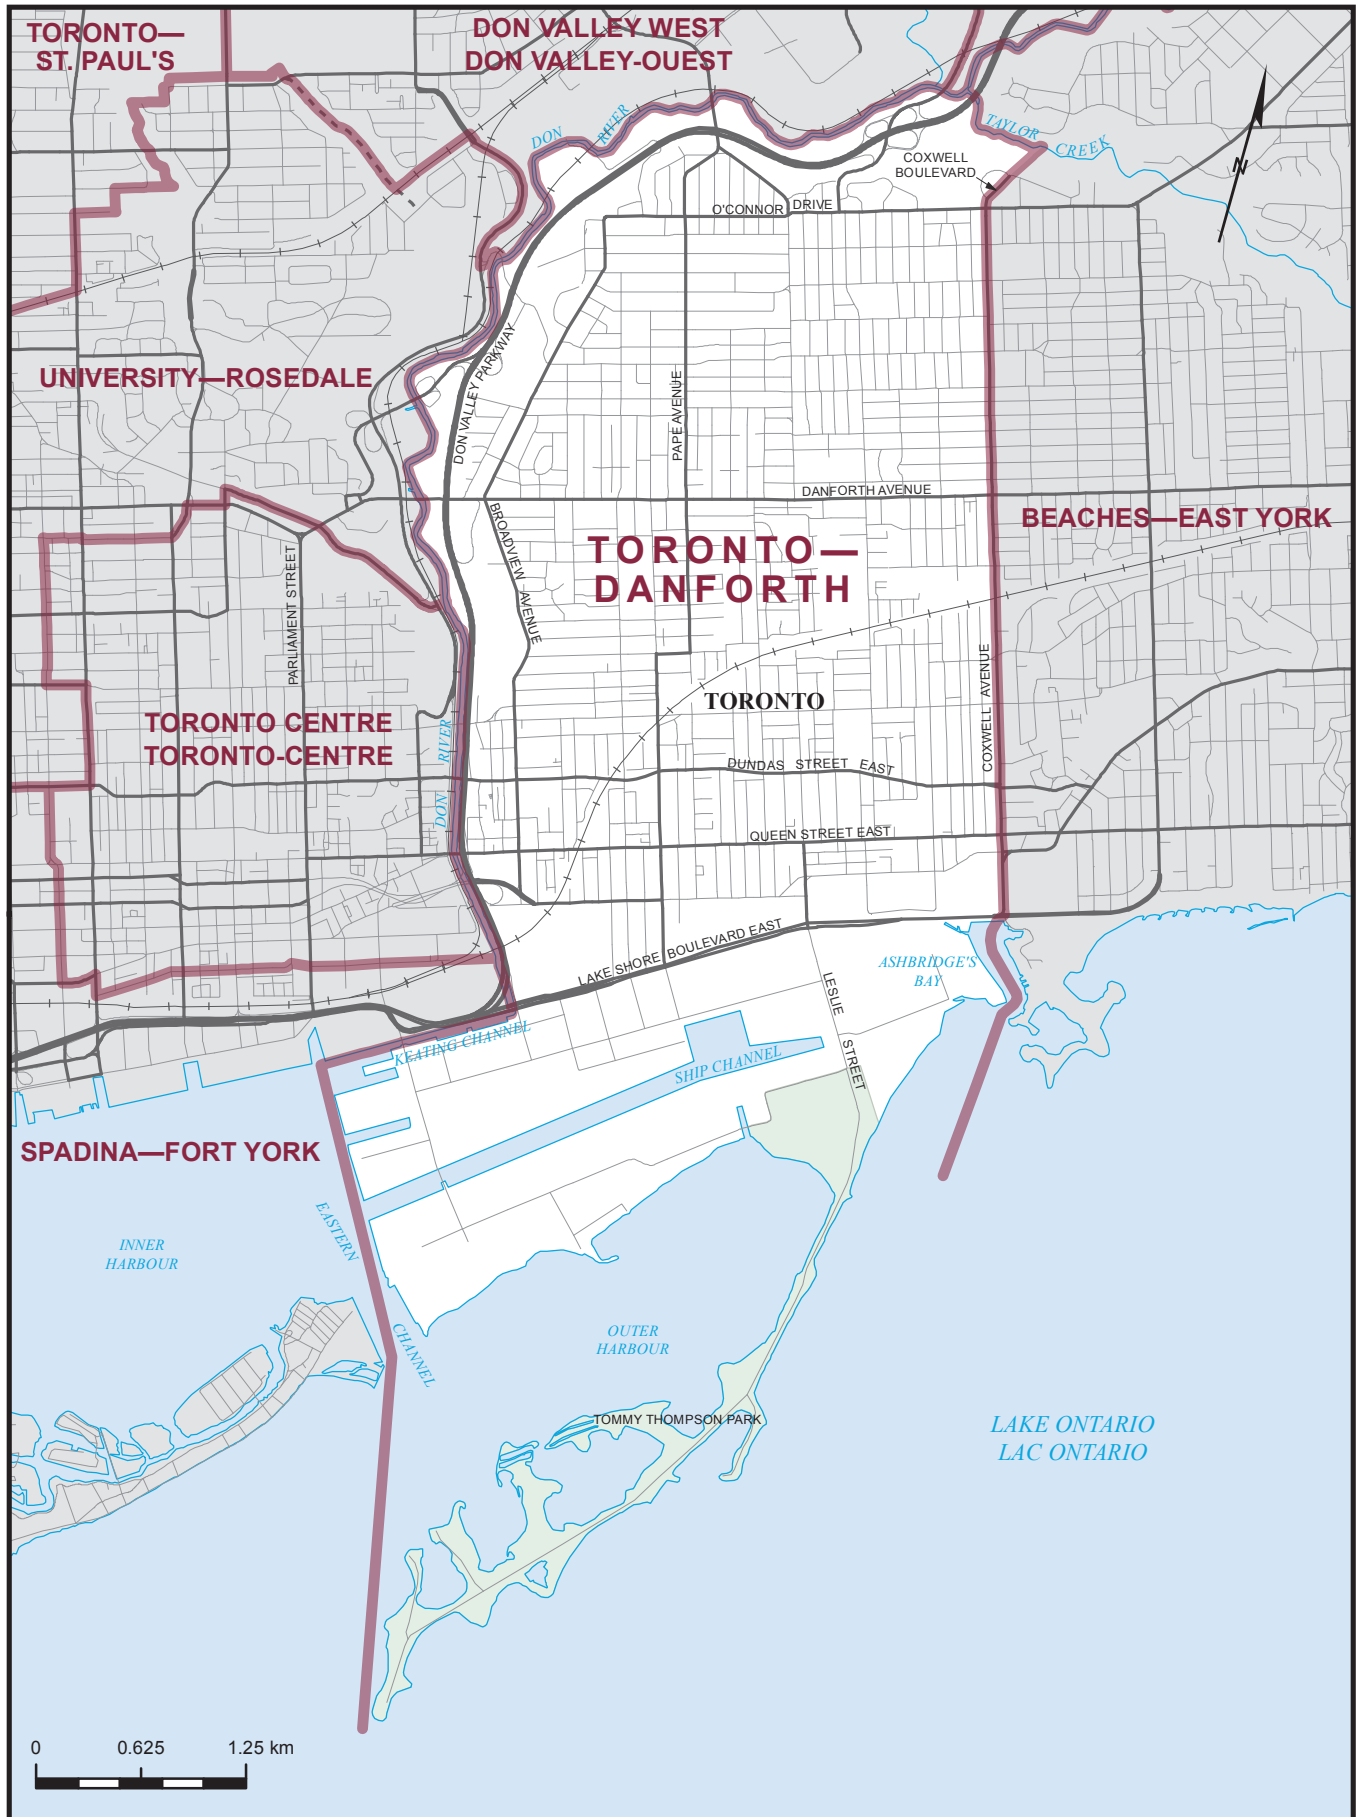 TORONTO—
ST. PAUL'S
DON VALLEY WEST
DON VALLEY-OUEST
DON
RIVER
TAYLOR
CREEK
COXWELL
BOULEVARD
N
O'CONNOR DRIVE
UNIVERSITY—ROSEDALE
DON VALLEY PARKWAY
PAPE AVENUE
DANFORTH AVENUE
BROADVIEW AVENUE
BEACHES—EAST YORK
TORONTO—
DANFORTH
PARLIAMENT STREET
TORONTO
COXWELL AVENUE
TORONTO CENTRE
TORONTO-CENTRE
DON RIVER
DUNDAS STREET EAST
QUEEN STREET EAST
LAKE SHORE BOULEVARD EAST
ASHBRIDGE'S
BAY
LESLIE STREET
KEATING CHANNEL
SHIP CHANNEL
SPADINA—FORT YORK
EASTERN CHANNEL
INNER
HARBOUR
OUTER
HARBOUR
TOMMY THOMPSON PARK
LAKE ONTARIO
LAC ONTARIO
0 0.625 1.25 km